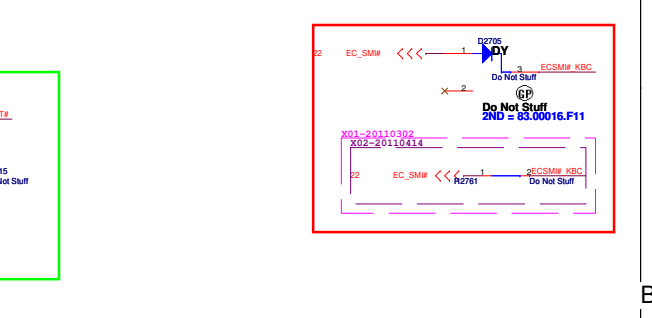 D2705
22 EC_SMI# 1 DY
3 ECSMI#_KBC
Do Not Stuff
2
GP
Do Not Stuff
2ND = 83.00016.F11
T#
X01-20110302
X02-20110414
15
22 EC_SMI# 1 2 ECSMI#_KBC
R2761 Do Not Stuff
Not Stuff
B